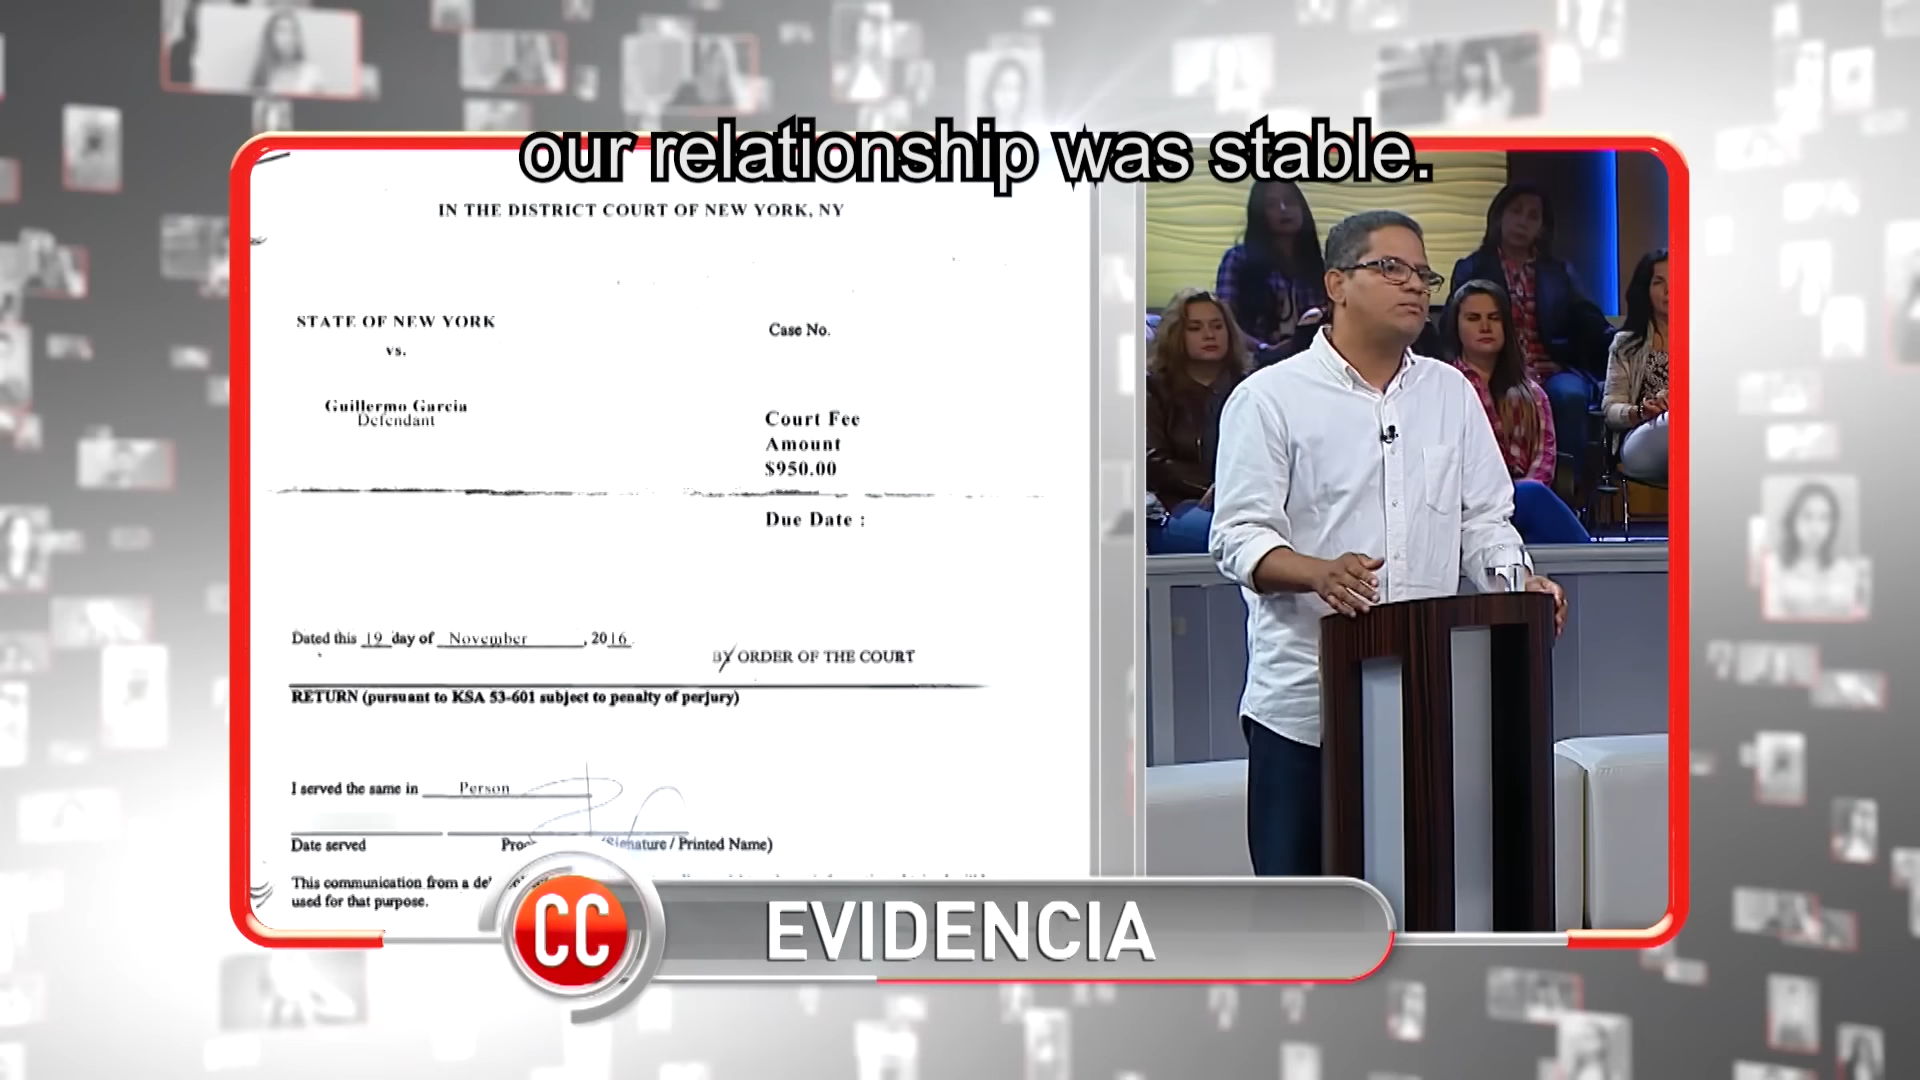 our relationship was stable.
IN THE DISTRICT COURT OF NEW YORK, NY
STATE OF NEW YORK
vs.
Case No.
Guillermo Garcia
Defendant
Court Fee
Amount
$950.00
Due Date :
Dated this 19 day of November, 2016.
BY ORDER OF THE COURT
RETURN (pursuant to KSA 53-601 subject to penalty of perjury)
I served the same in Person
Date served
(Signature / Printed Name)
This communication from a
used for that purpose.
CC
EVIDENCIA